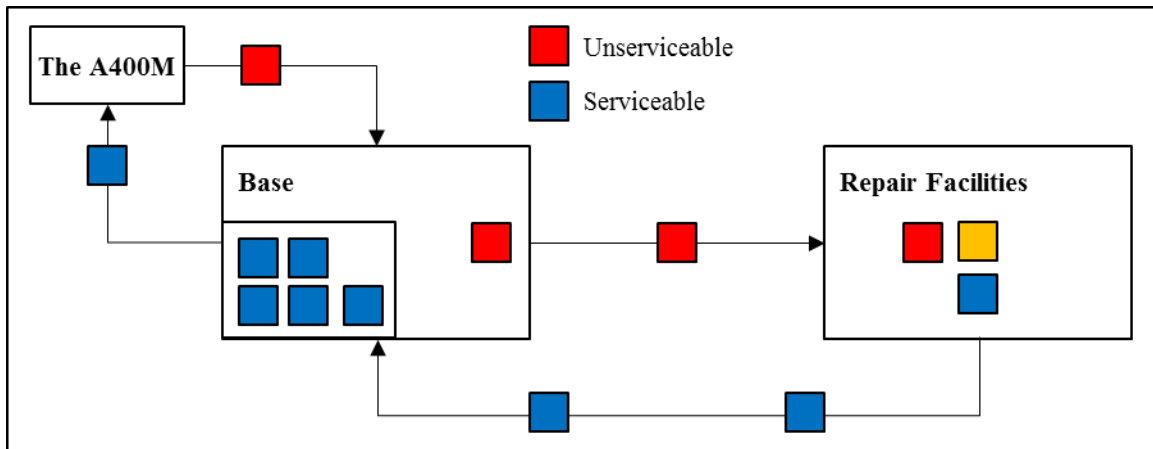 The A400M
Unserviceable
Serviceable
Base
Repair Facilities